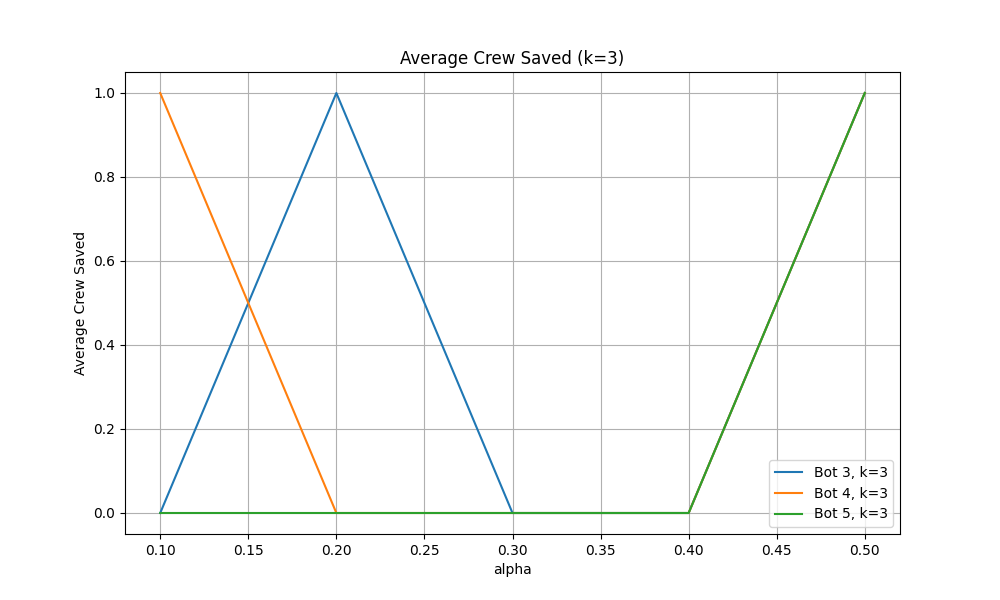 Average Crew Saved (k=3)
Average Crew Saved
1.0
0.8
0.6
0.4
0.2
0.0
0.10 0.15 0.20 0.25 0.30 0.35 0.40 0.45 0.50
alpha
Bot 3, k=3
Bot 4, k=3
Bot 5, k=3